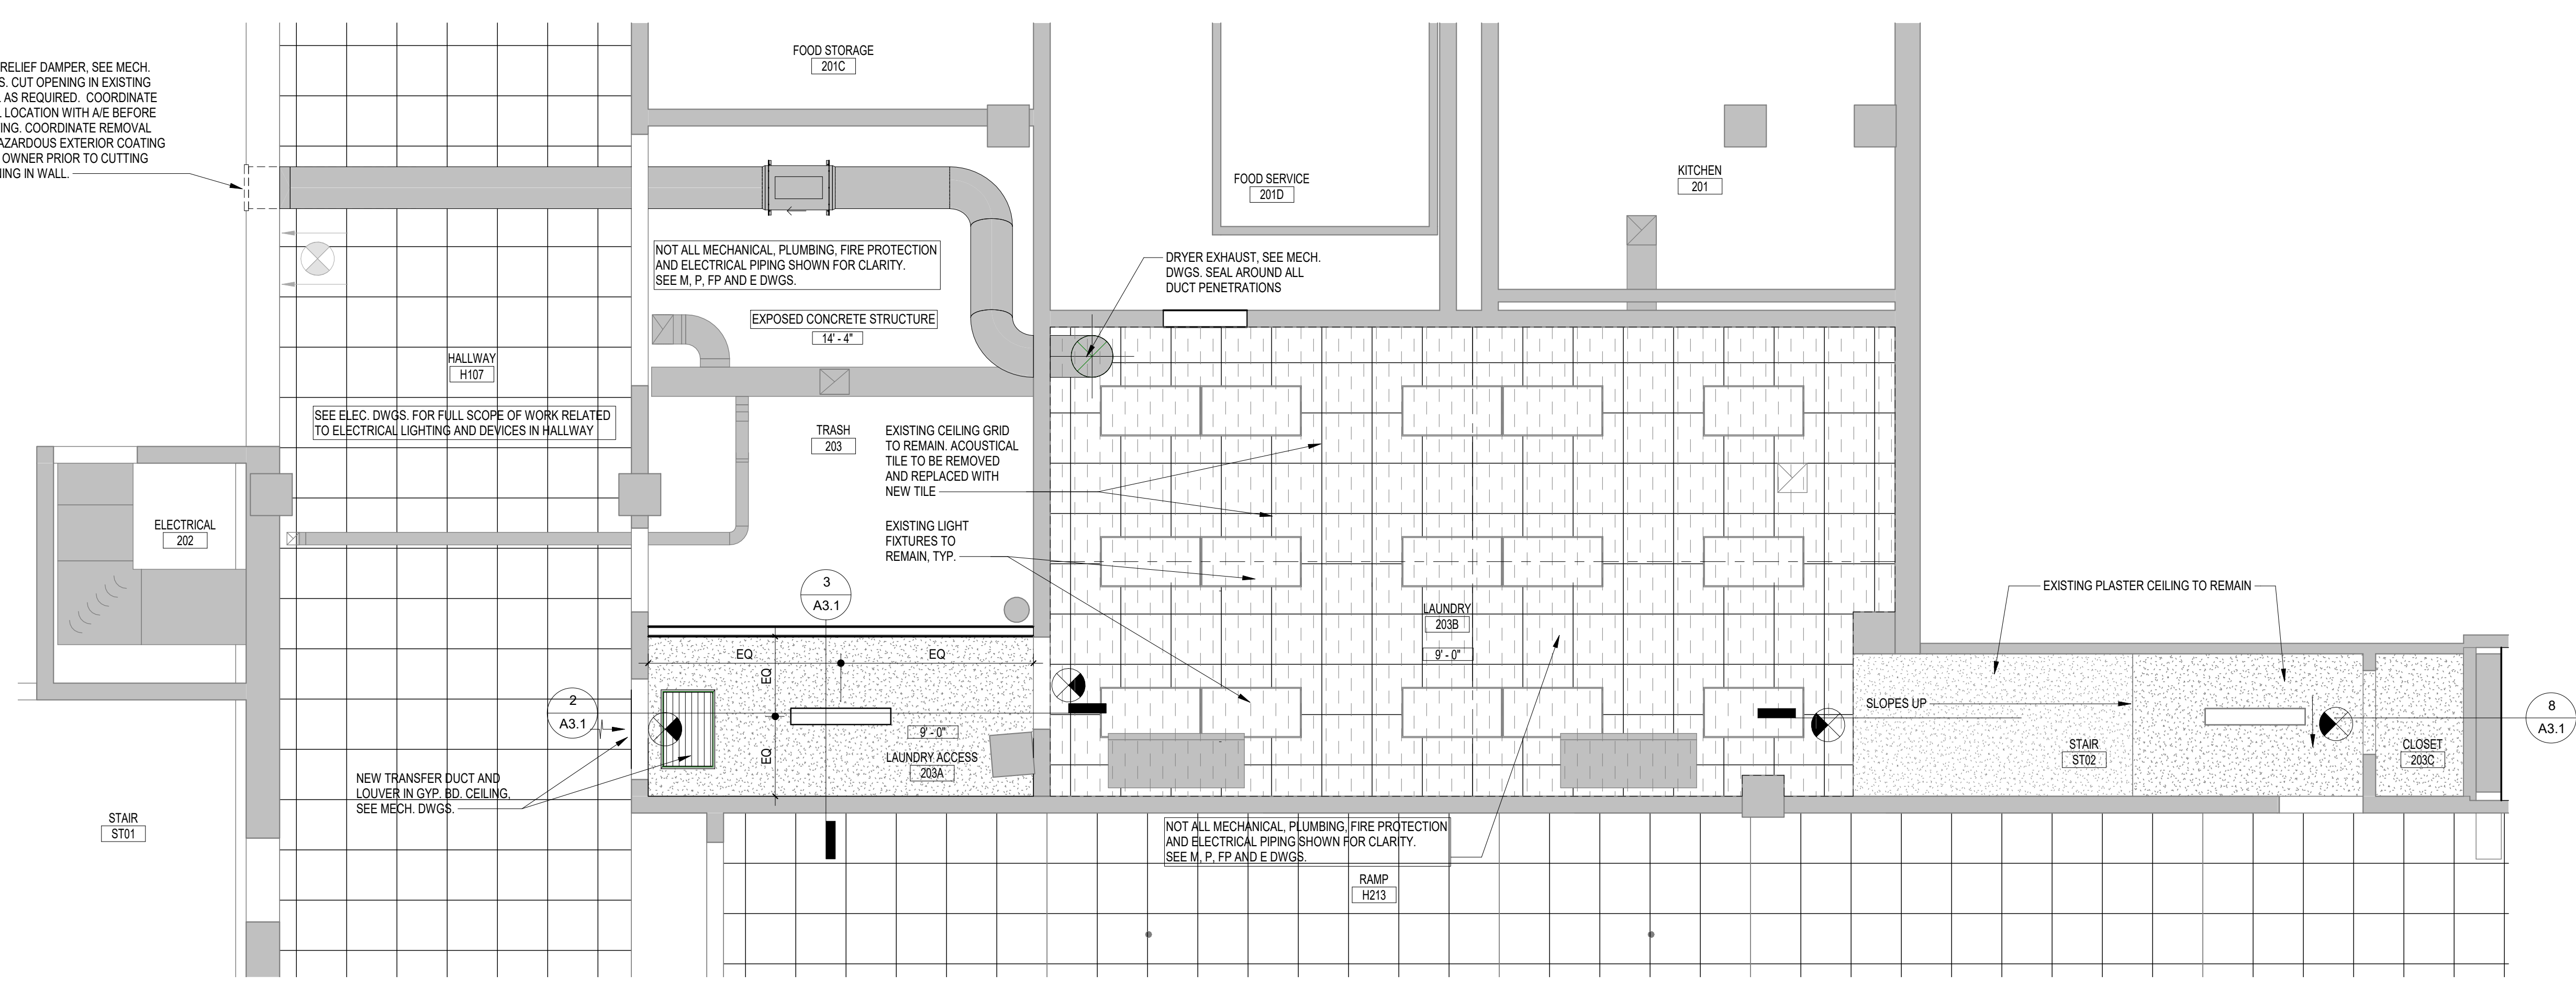 RELIEF DAMPER, SEE MECH.
S. CUT OPENING IN EXISTING
AS REQUIRED. COORDINATE
LOCATION WITH A/E BEFORE
ING. COORDINATE REMOVAL
AZARDOUS EXTERIOR COATING
OWNER PRIOR TO CUTTING
NING IN WALL.
FOOD STORAGE
201C
FOOD SERVICE
201D
KITCHEN
201
NOT ALL MECHANICAL, PLUMBING, FIRE PROTECTION
AND ELECTRICAL PIPING SHOWN FOR CLARITY.
SEE M, P, FP AND E DWGS.
DRYER EXHAUST, SEE MECH.
DWGS. SEAL AROUND ALL
DUCT PENETRATIONS
EXPOSED CONCRETE STRUCTURE
14' - 4"
HALLWAY
H107
SEE ELEC. DWGS. FOR FULL SCOPE OF WORK RELATED
TO ELECTRICAL LIGHTING AND DEVICES IN HALLWAY
TRASH
203
EXISTING CEILING GRID
TO REMAIN. ACOUSTICAL
TILE TO BE REMOVED
AND REPLACED WITH
NEW TILE
ELECTRICAL
202
EXISTING LIGHT
FIXTURES TO
REMAIN, TYP.
3
A3.1
LAUNDRY
203B
9' - 0"
EXISTING PLASTER CEILING TO REMAIN
EQ
EQ
EQ
EQ
2
A3.1
9' - 0"
LAUNDRY ACCESS
203A
SLOPES UP
STAIR
ST02
CLOSET
203C
8
A3.1
NEW TRANSFER DUCT AND
LOUVER IN GYP. BD. CEILING,
SEE MECH. DWGS.
STAIR
ST01
NOT ALL MECHANICAL, PLUMBING, FIRE PROTECTION
AND ELECTRICAL PIPING SHOWN FOR CLARITY.
SEE M, P, FP AND E DWGS.
RAMP
H213